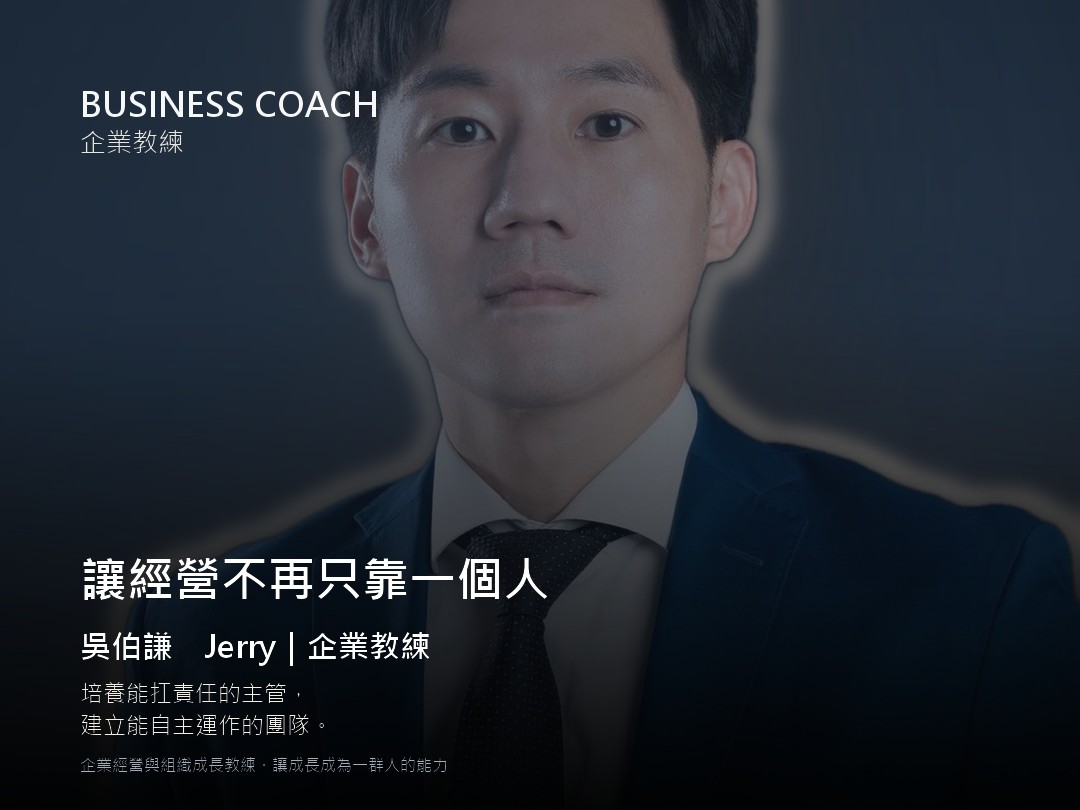 BUSINESS COACH
企業教練
讓經營不再只靠一個人
吳伯謙　Jerry｜企業教練
培養能扛責任的主管，
建立能自主運作的團隊。
企業經營與組織成長教練・讓成長成為一群人的能力